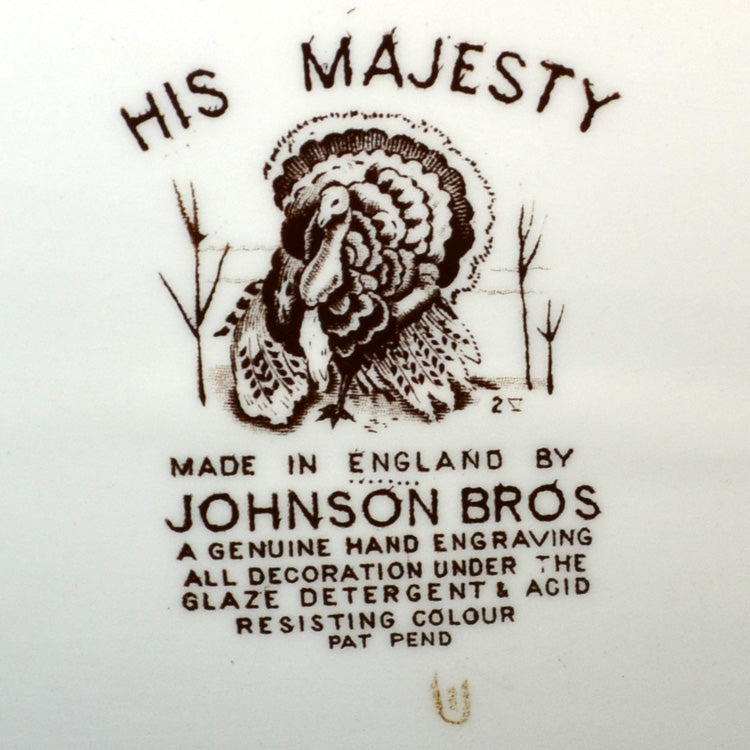 HIS MAJESTY
MADE IN ENGLAND BY
JOHNSON BROS
A GENUINE HAND ENGRAVING
ALL DECORATION UNDER THE
GLAZE DETERGENT & ACID
RESISTING COLOUR
PAT PEND